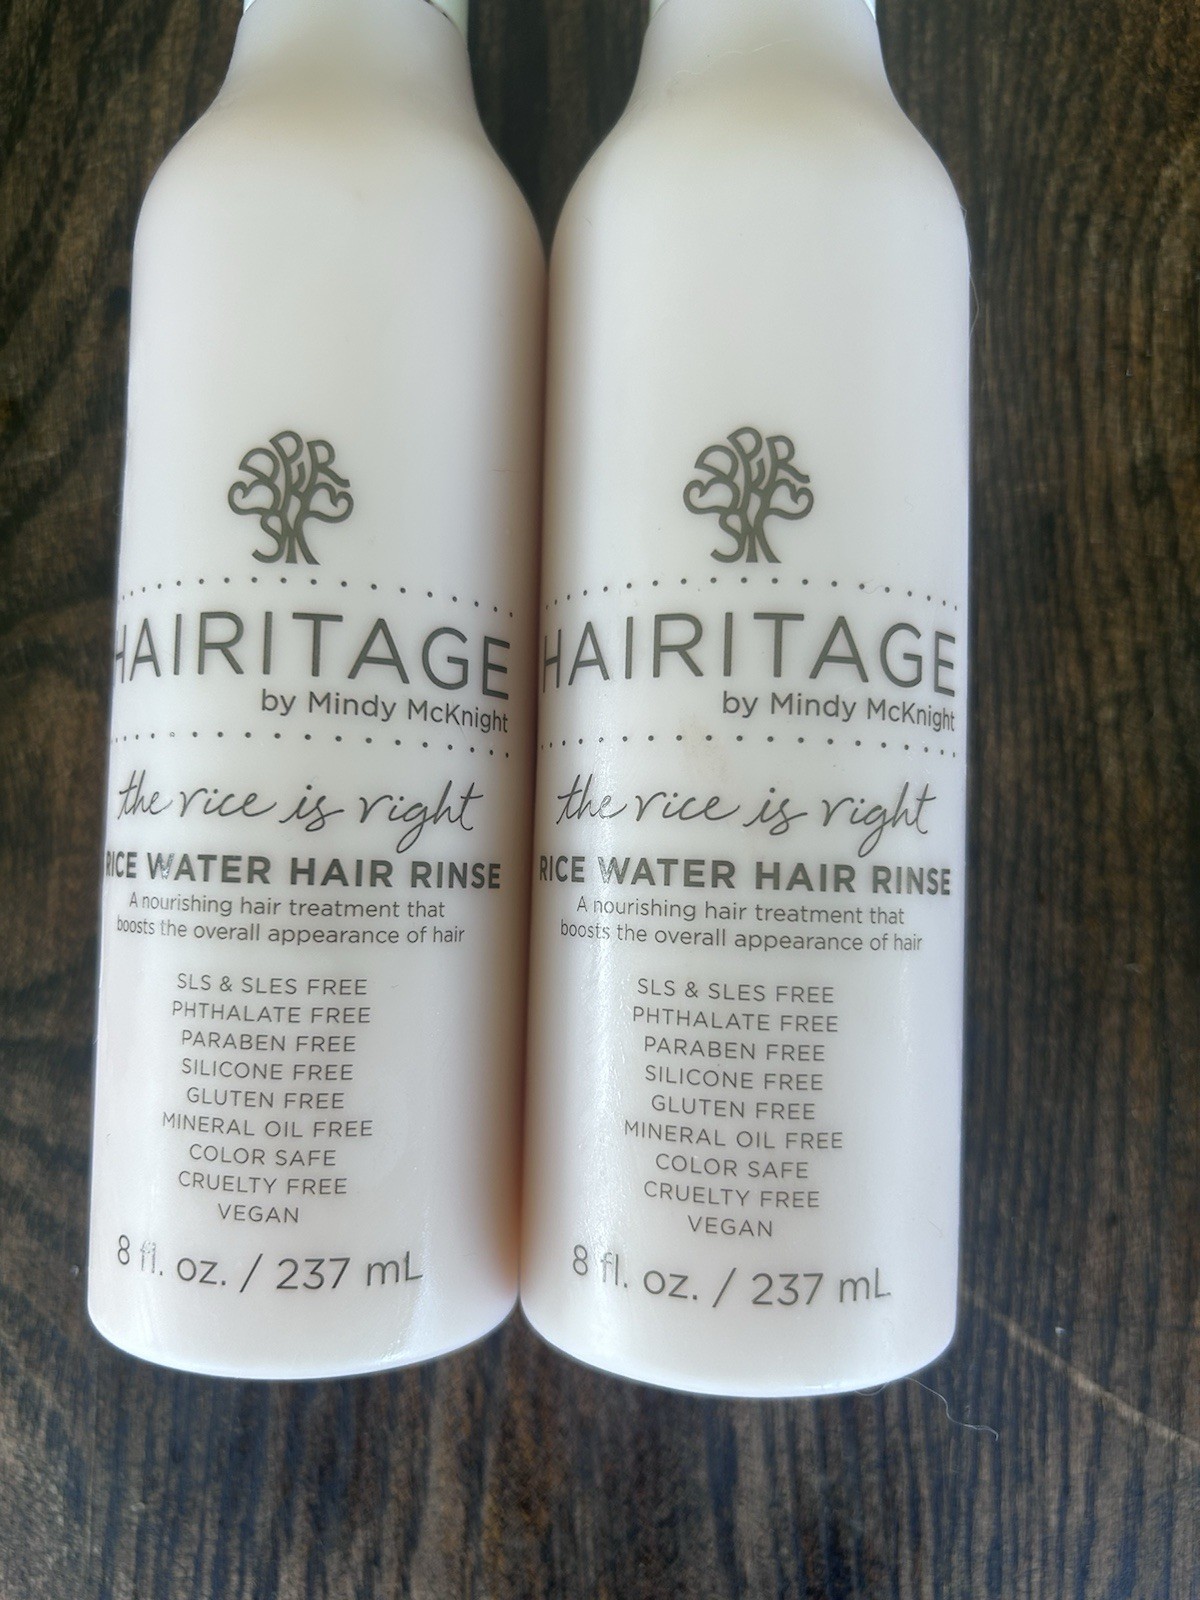 HAIRITAGE
by Mindy McKnight
the rice is right
RICE WATER HAIR RINSE
A nourishing hair treatment that
boosts the overall appearance of hair
SLS & SLES FREE
PHTHALATE FREE
PARABEN FREE
SILICONE FREE
GLUTEN FREE
MINERAL OIL FREE
COLOR SAFE
CRUELTY FREE
VEGAN
8 fl. oz. / 237 mL
HAIRITAGE
by Mindy McKnight
the rice is right
RICE WATER HAIR RINSE
A nourishing hair treatment that
boosts the overall appearance of hair
SLS & SLES FREE
PHTHALATE FREE
PARABEN FREE
SILICONE FREE
GLUTEN FREE
MINERAL OIL FREE
COLOR SAFE
CRUELTY FREE
VEGAN
8 fl. oz. / 237 mL